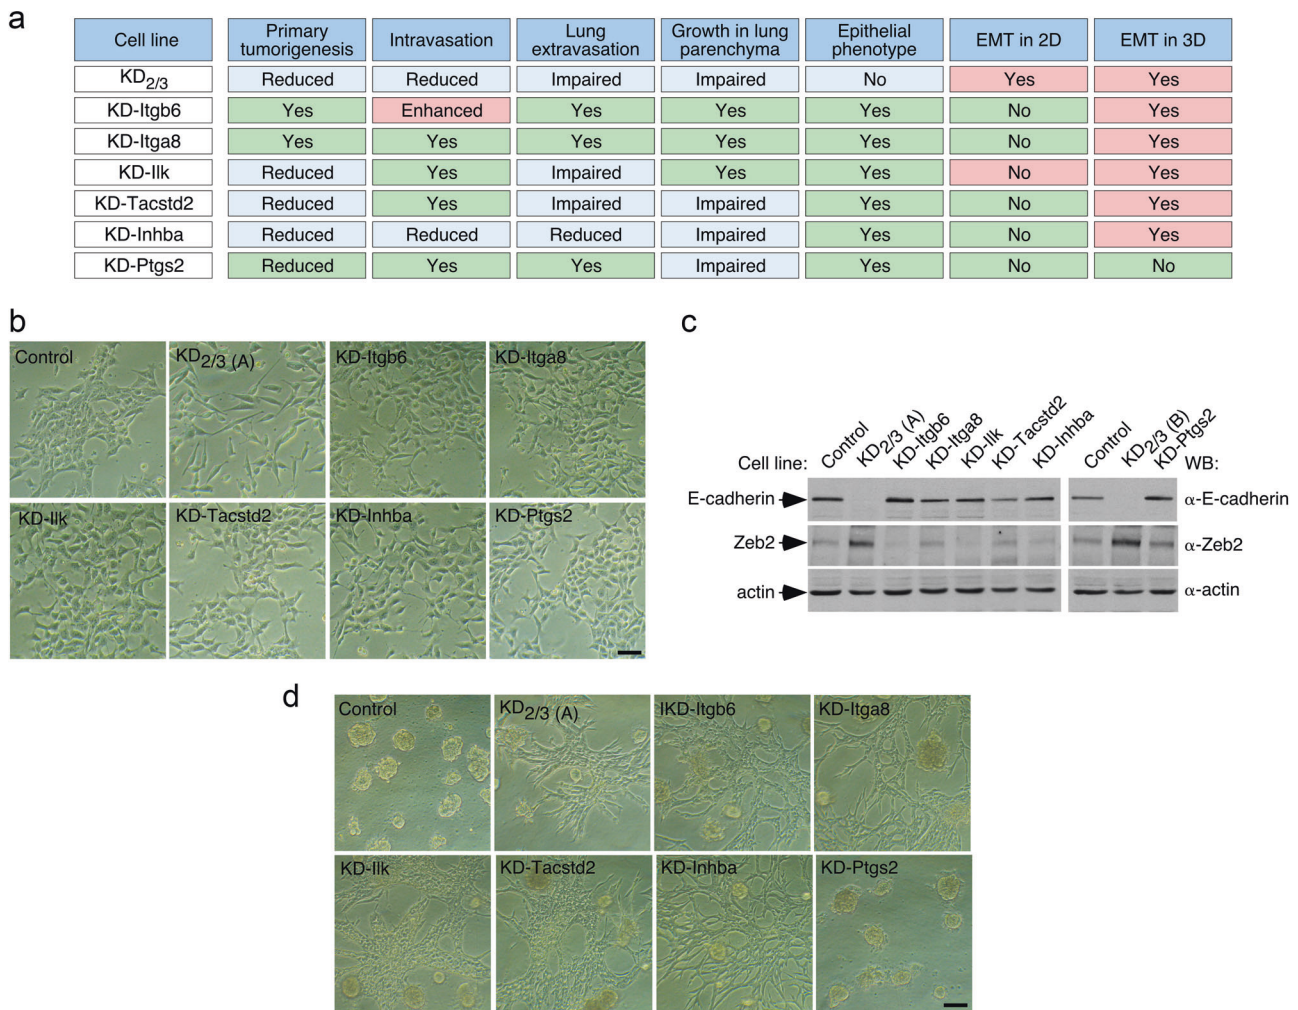 a
Cell line
Primary tumorigenesis
Intravasation
Lung extravasation
Growth in lung parenchyma
Epithelial phenotype
EMT in 2D
EMT in 3D
KD2/3 Reduced Reduced Impaired Impaired No Yes Yes
KD-Itgb6 Yes Enhanced Yes Yes Yes No Yes
KD-Itga8 Yes Yes Yes Yes Yes No Yes
KD-Ilk Reduced Yes Impaired Yes Yes No Yes
KD-Tacstd2 Reduced Yes Impaired Impaired Yes No Yes
KD-Inhba Reduced Reduced Reduced Impaired Yes No Yes
KD-Ptgs2 Reduced Yes Yes Impaired Yes No No
b
Control KD2/3 (A) KD-Itgb6 KD-Itga8
KD-Ilk KD-Tacstd2 KD-Inhba KD-Ptgs2
c
Cell line: Control KD2/3 (A) KD-Itgb6 KD-Itga8 KD-Ilk KD-Tacstd2 KD-Inhba Control KD2/3 (B) KD-Ptgs2 WB:
E-cadherin α-E-cadherin
Zeb2 α-Zeb2
actin α-actin
d
Control KD2/3 (A) IKD-Itgb6 KD-Itga8
KD-Ilk KD-Tacstd2 KD-Inhba KD-Ptgs2